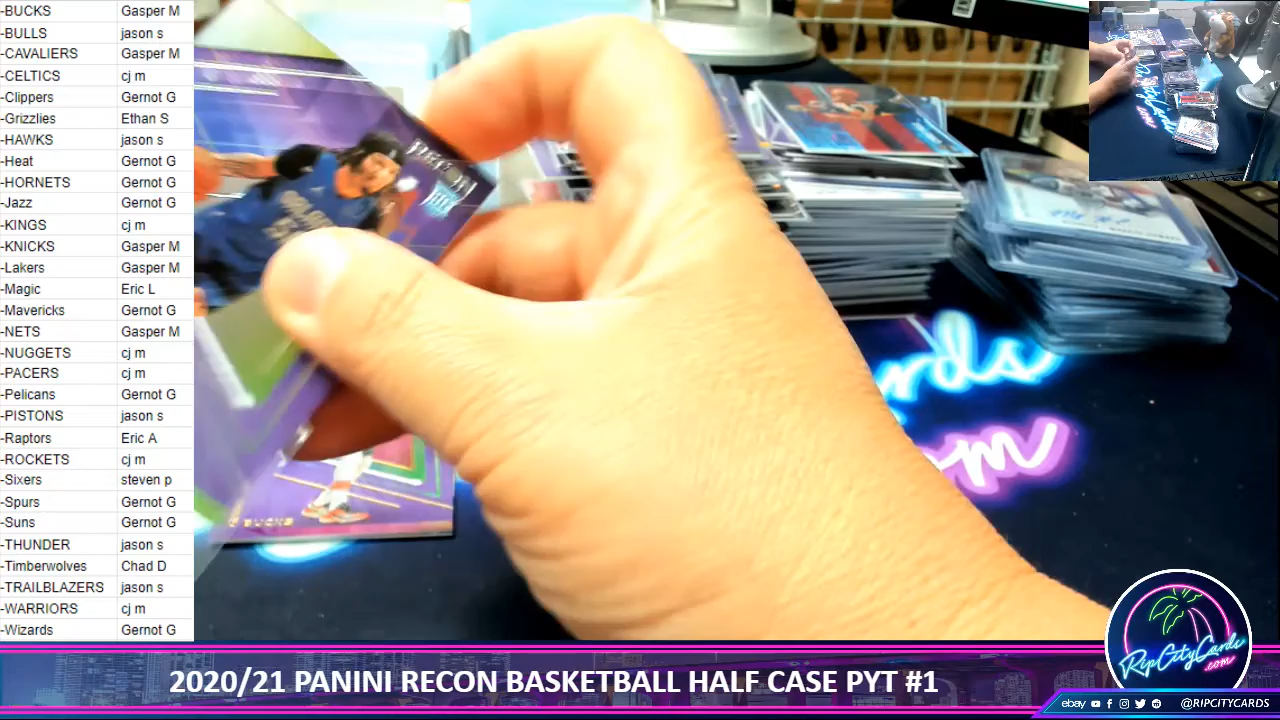 -BUCKS Gasper M
-BULLS jason s
-CAVALIERS Gasper M
-CELTICS cj m
-Clippers Gernot G
-Grizzlies Ethan S
-HAWKS jason s
-Heat Gernot G
-HORNETS Gernot G
-Jazz Gernot G
-KINGS cj m
-KNICKS Gasper M
-Lakers Gasper M
-Magic Eric L
-Mavericks Gernot G
-NETS Gasper M
-NUGGETS cj m
-PACERS cj m
-Pelicans Gernot G
-PISTONS jason s
-Raptors Eric A
-ROCKETS cj m
-Sixers steven p
-Spurs Gernot G
-Suns Gernot G
-THUNDER jason s
-Timberwolves Chad D
-TRAILBLAZERS jason s
-WARRIORS cj m
-Wizards Gernot G
BUCKS
2020/21 PANINI RECON BASKETBALL HALF CASE PYT #1
RipCityCards
.com
ebay @RIPCITYCARDS